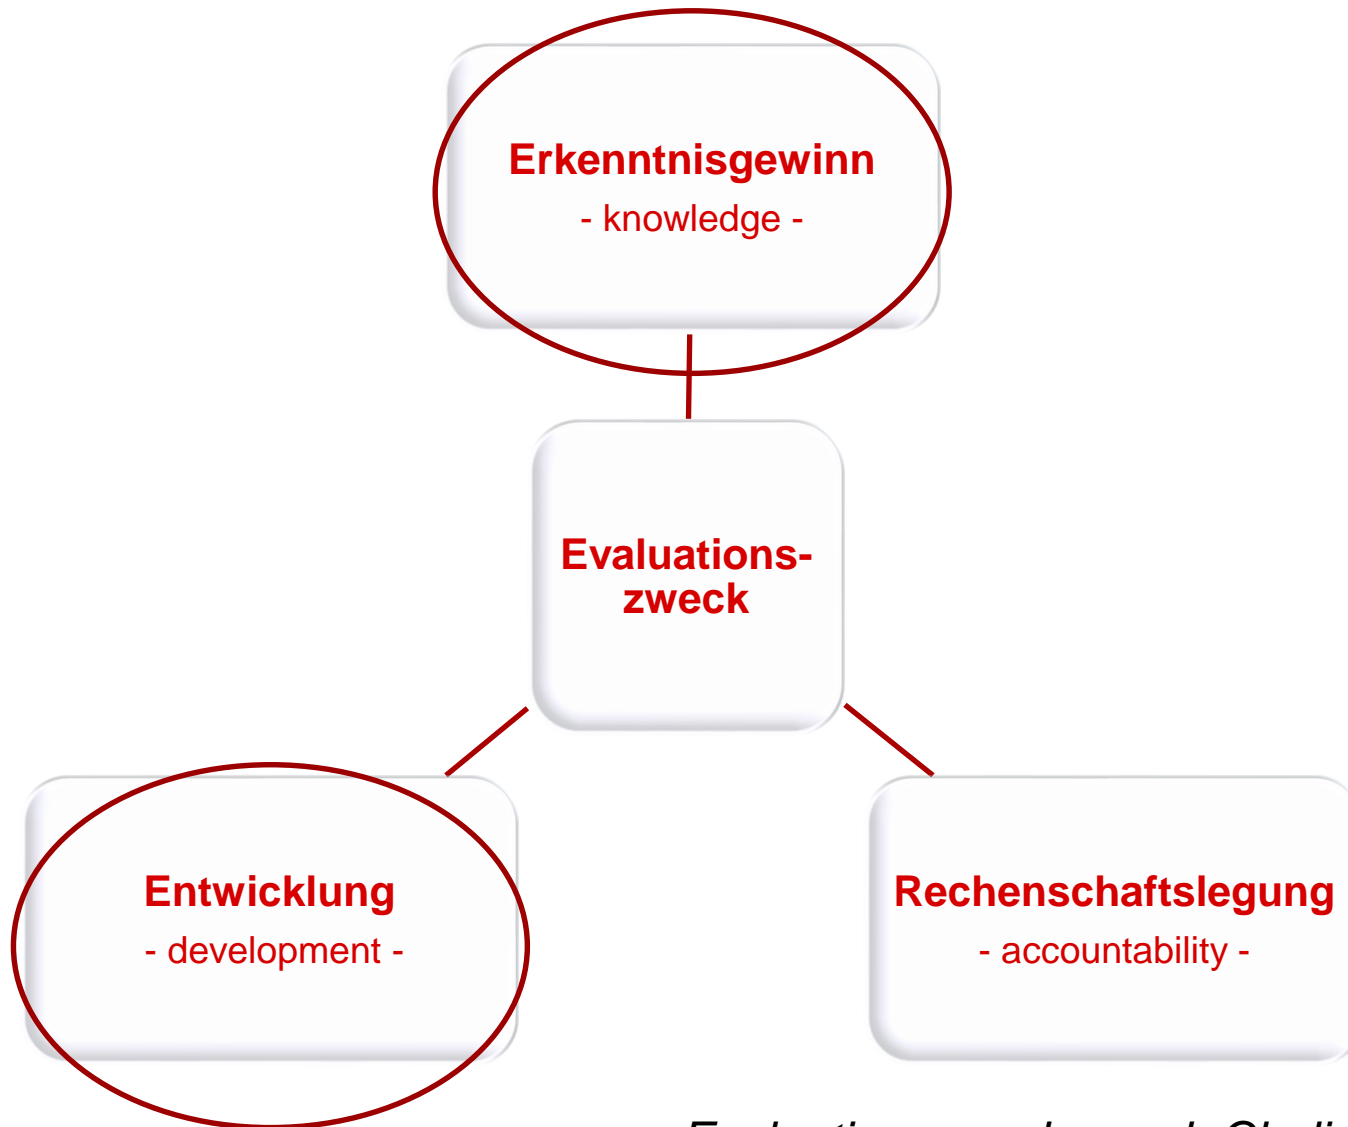 Erkenntnisgewinn
- knowledge -
Evaluations-
zweck
Entwicklung
- development -
Rechenschaftslegung
- accountability -